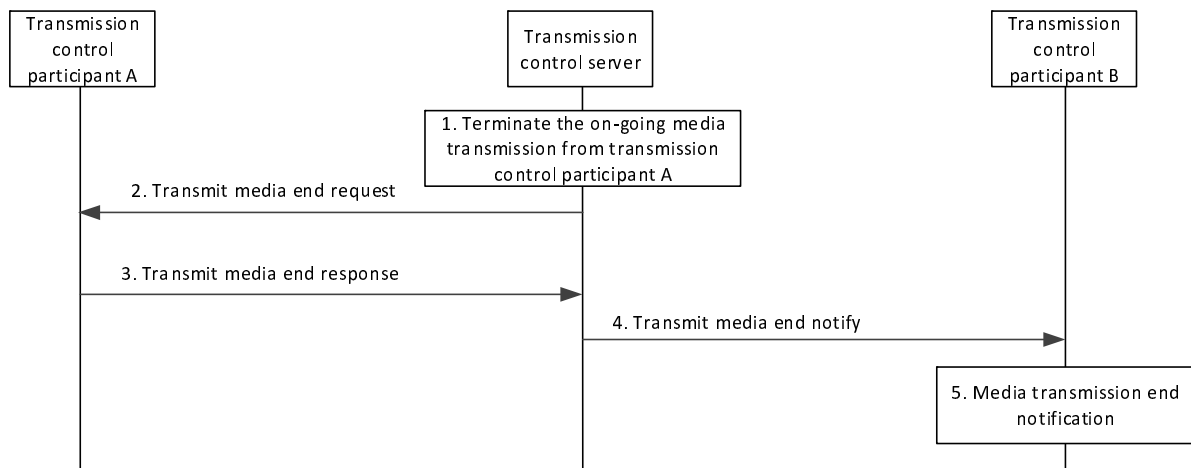 Transmission
control
participant A
Transmission
control server
Transmission
control
participant B
1. Terminate the on-going media
transmission from transmission
control participant A
2. Transmit media end request
3. Transmit media end response
4. Transmit media end notify
5. Media transmission end
notification